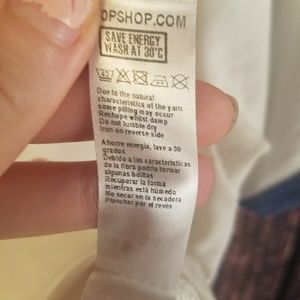 OPSHOP.COM
SAVE ENERGY
WASH AT 30°C
Due to the natural
characteristics of the yarn
some pilling may occur
Reshape whilst damp
Do not tumble dry
Iron on reverse side
Ahorre energía, lave a 30
grados
Debido a las características
de la fibra podría formar
algunas bolitas
Recuperar la forma
mientras está húmedo
No secar en la secadora
Planchar por el revés